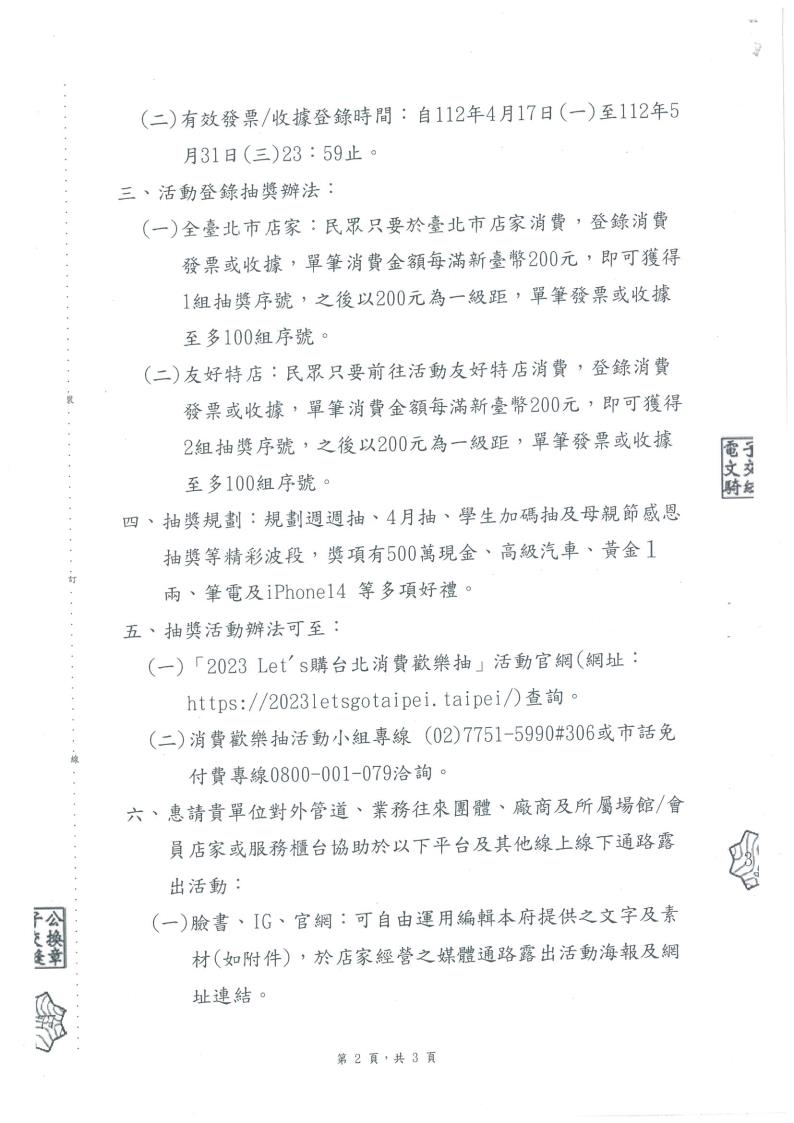 (二)有效發票/收據登錄時間：自112年4月17日(一)至112年5
月31日(三)23：59止。
三、活動登錄抽獎辦法：
(一)全臺北市店家：民眾只要於臺北市店家消費，登錄消費
發票或收據，單筆消費金額每滿新臺幣200元，即可獲得
1組抽獎序號，之後以200元為一級距，單筆發票或收據
至多100組序號。
(二)友好特店：民眾只要前往活動友好特店消費，登錄消費
發票或收據，單筆消費金額每滿新臺幣200元，即可獲得
2組抽獎序號，之後以200元為一級距，單筆發票或收據
至多100組序號。
四、抽獎規劃：規劃週週抽、4月抽、學生加碼抽及母親節感恩
抽獎等精彩波段，獎項有500萬現金、高級汽車、黃金1
兩、筆電及iPhone14 等多項好禮。
五、抽獎活動辦法可至：
(一)「2023 Let's購台北消費歡樂抽」活動官網(網址：
https://2023letsgotaipei.taipei/)查詢。
(二)消費歡樂抽活動小組專線 (02)7751-5990#306或市話免
付費專線0800-001-079洽詢。
六、惠請貴單位對外管道、業務往來團體、廠商及所屬場館/會
員店家或服務櫃台協助於以下平台及其他線上線下通路露
出活動：
(一)臉書、IG、官網：可自由運用編輯本府提供之文字及素
材(如附件)，於店家經營之媒體通路露出活動海報及網
址連結。
裝
訂
線
電子
文交
騎
公
換
章
3
第 2 頁，共 3 頁